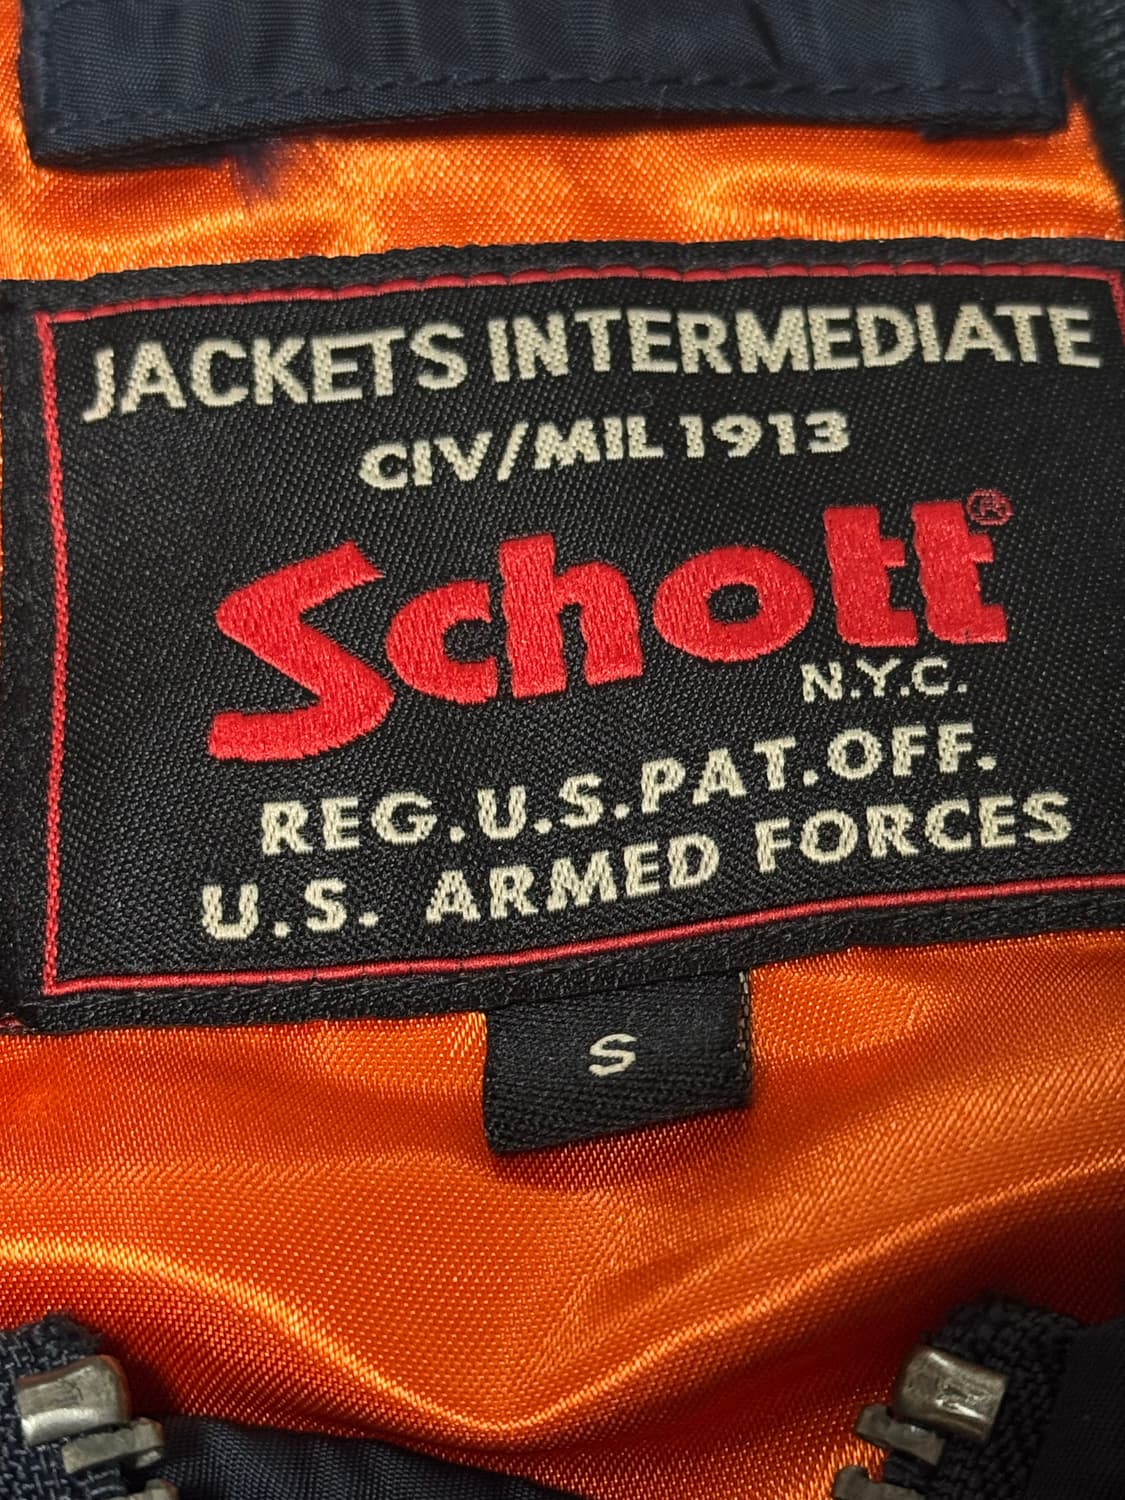 JACKETS INTERMEDIATE
CIV/MIL 1913
Schott®
N.Y.C.
REG.U.S.PAT.OFF.
U.S. ARMED FORCES
S